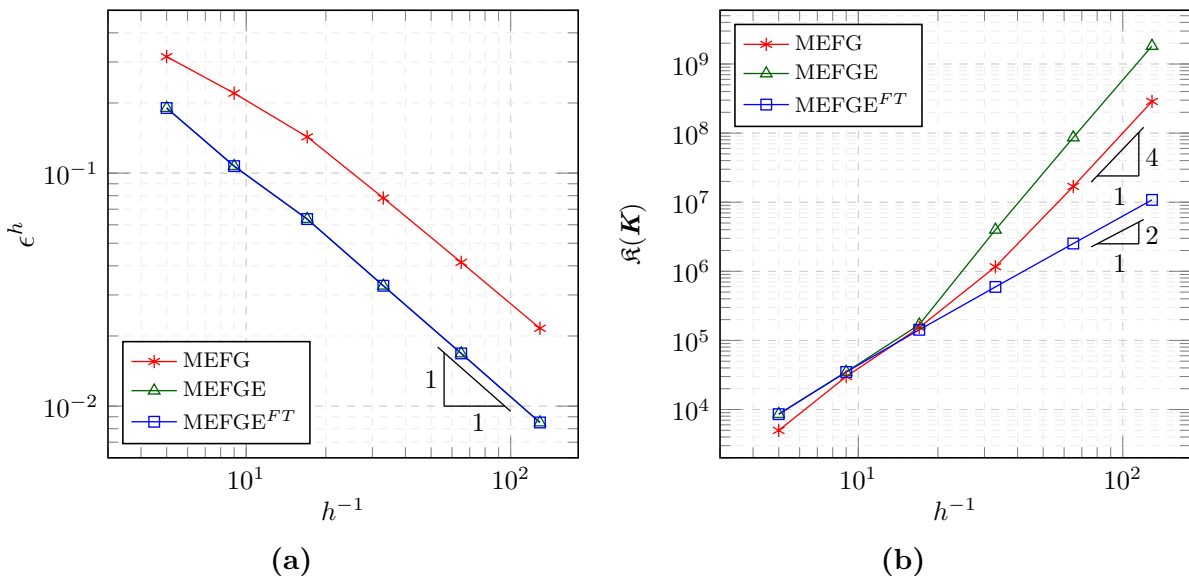 10^{-1}
10^{-2}
ϵ^h
MEFG
MEFGE
MEFGE^{FT}
1
1
10^1
10^2
h^{-1}
(a)
MEFG
MEFGE
MEFGE^{FT}
10^9
10^8
10^7
10^6
10^5
10^4
𝔎(K)
4
1
2
1
10^1
10^2
h^{-1}
(b)